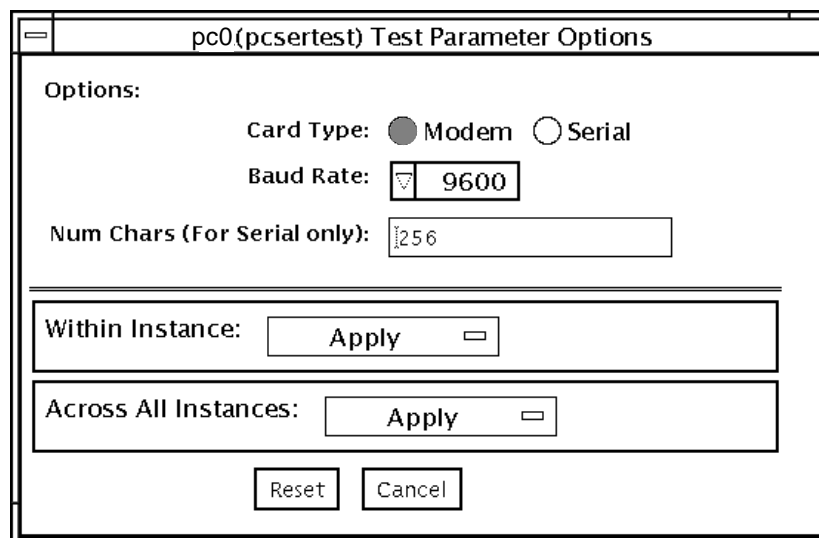 pc0.(pcsertest) Test Parameter Options
Options:
Card Type: Modem Serial
Baud Rate: 9600
Num Chars (For Serial only): 256
Within Instance: Apply
Across All Instances: Apply
Reset Cancel